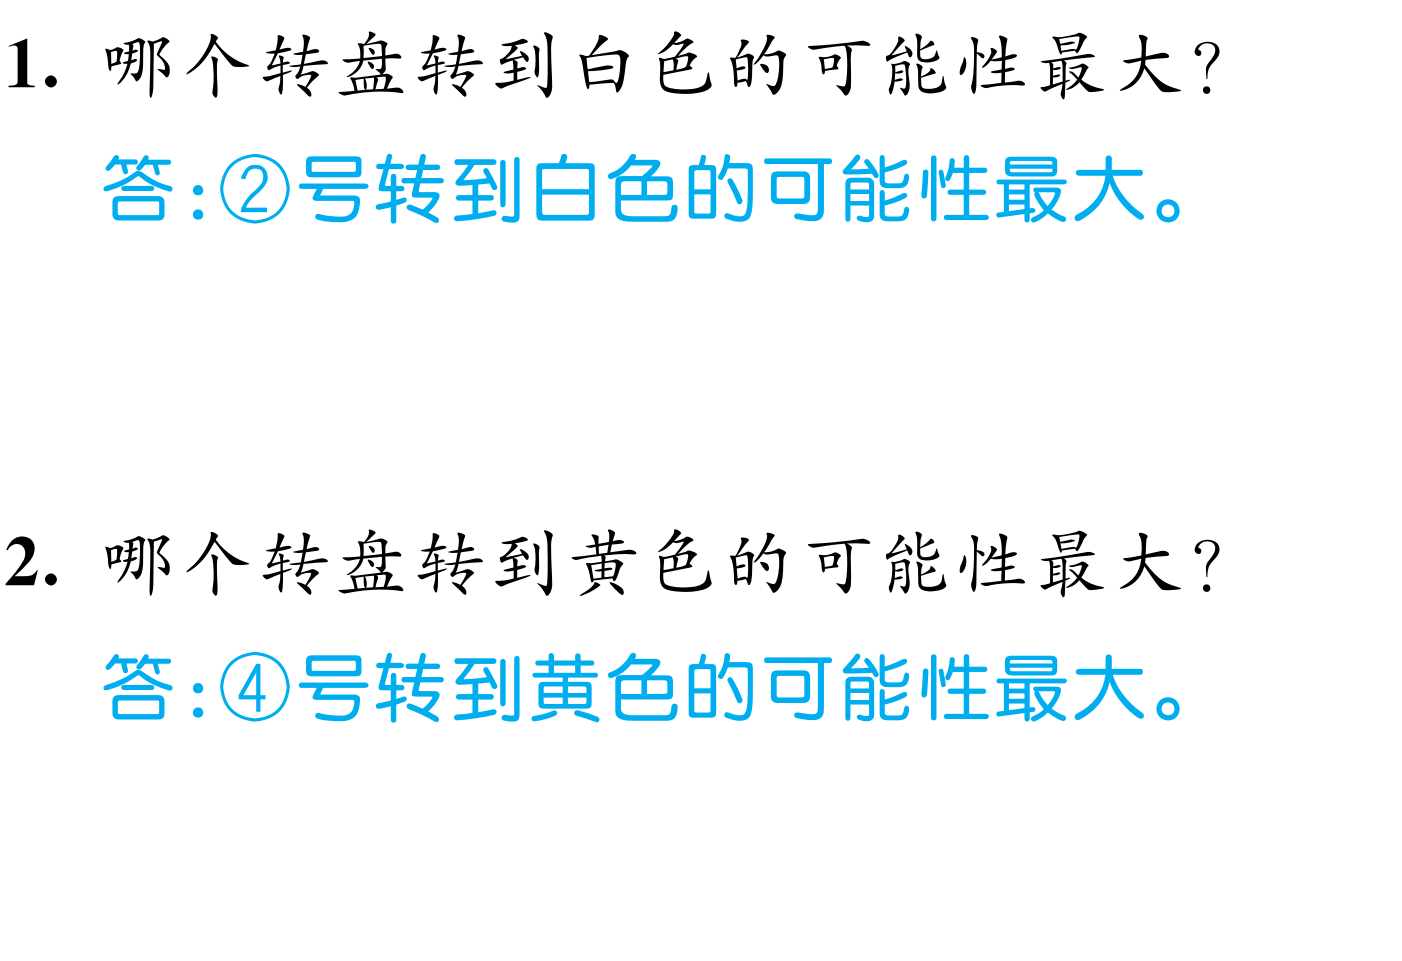 1. 哪个转盘转到白色的可能性最大?
答:②号转到白色的可能性最大。
2. 哪个转盘转到黄色的可能性最大?
答:④号转到黄色的可能性最大。